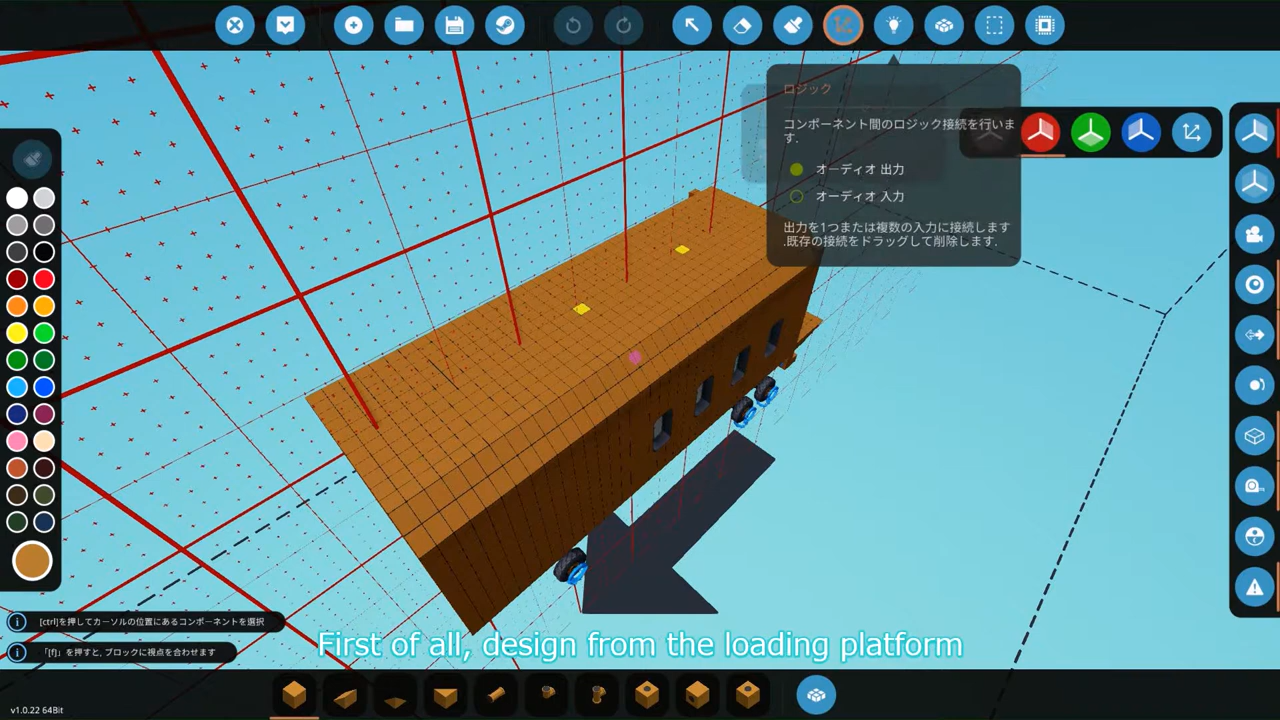 ロジック
コンポーネント間のロジック接続を行いま
す.
オーディオ 出力
オーディオ 入力
出力を1つまたは複数の入力に接続します
.既存の接続をドラッグして削除します.
[ctrl]を押してカーソルの位置にあるコンポーネントを選択
「[f]」を押すと, ブロックに視点を合わせます
First of all, design from the loading platform
v1.0.22 64Bit